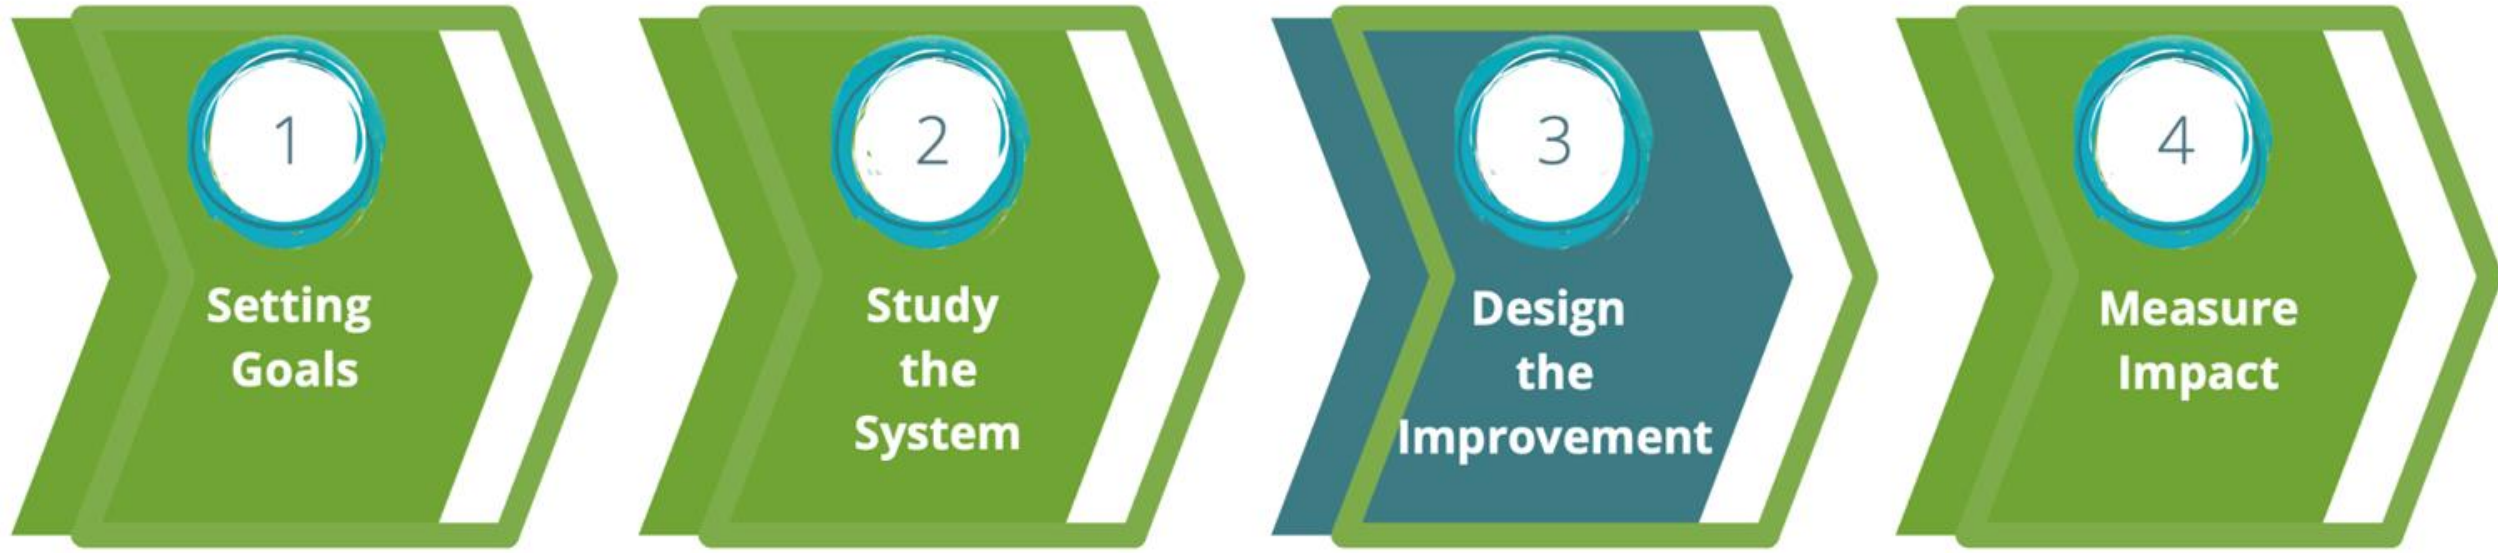 1
Setting
Goals
2
Study
the
System
3
Design
the
Improvement
4
Measure
Impact